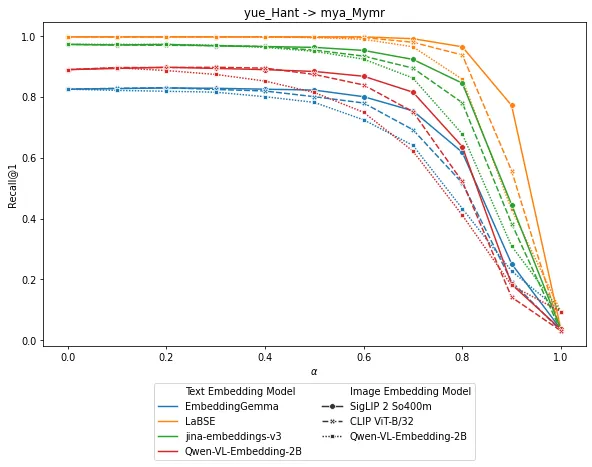 yue_Hant -> mya_Mymr
1.0
0.8
0.6
0.4
0.2
0.0
Recall@1
0.0 0.2 0.4 0.6 0.8 1.0
α
Text Embedding Model
EmbeddingGemma
LaBSE
jina-embeddings-v3
Qwen-VL-Embedding-2B
Image Embedding Model
SigLIP 2 So400m
CLIP ViT-B/32
Qwen-VL-Embedding-2B